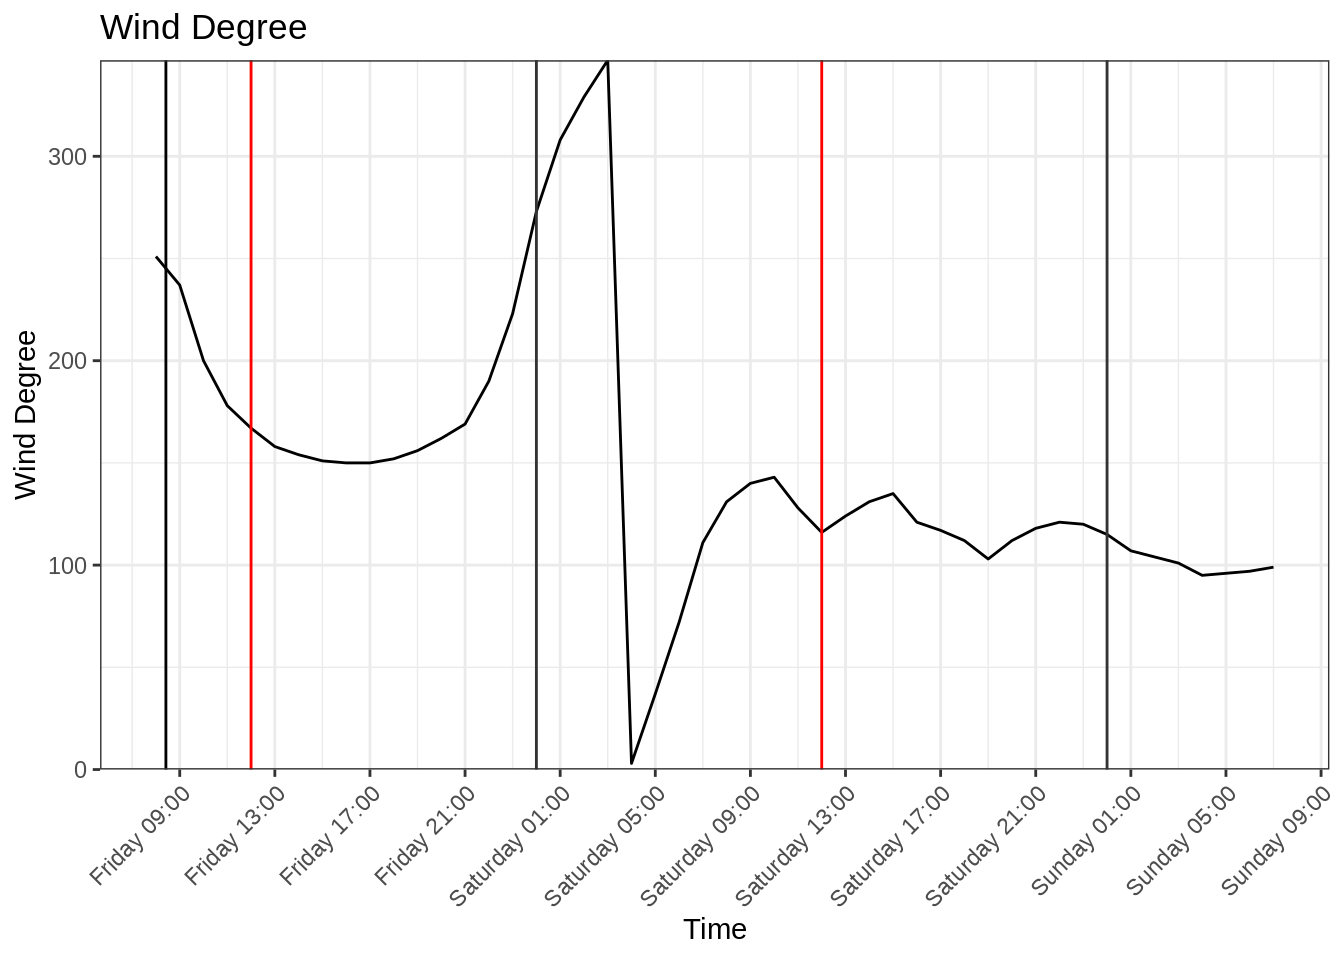 Wind Degree
Wind Degree
300
200
100
0
Friday 09:00
Friday 13:00
Friday 17:00
Friday 21:00
Saturday 01:00
Saturday 05:00
Saturday 09:00
Saturday 13:00
Saturday 17:00
Saturday 21:00
Sunday 01:00
Sunday 05:00
Sunday 09:00
Time